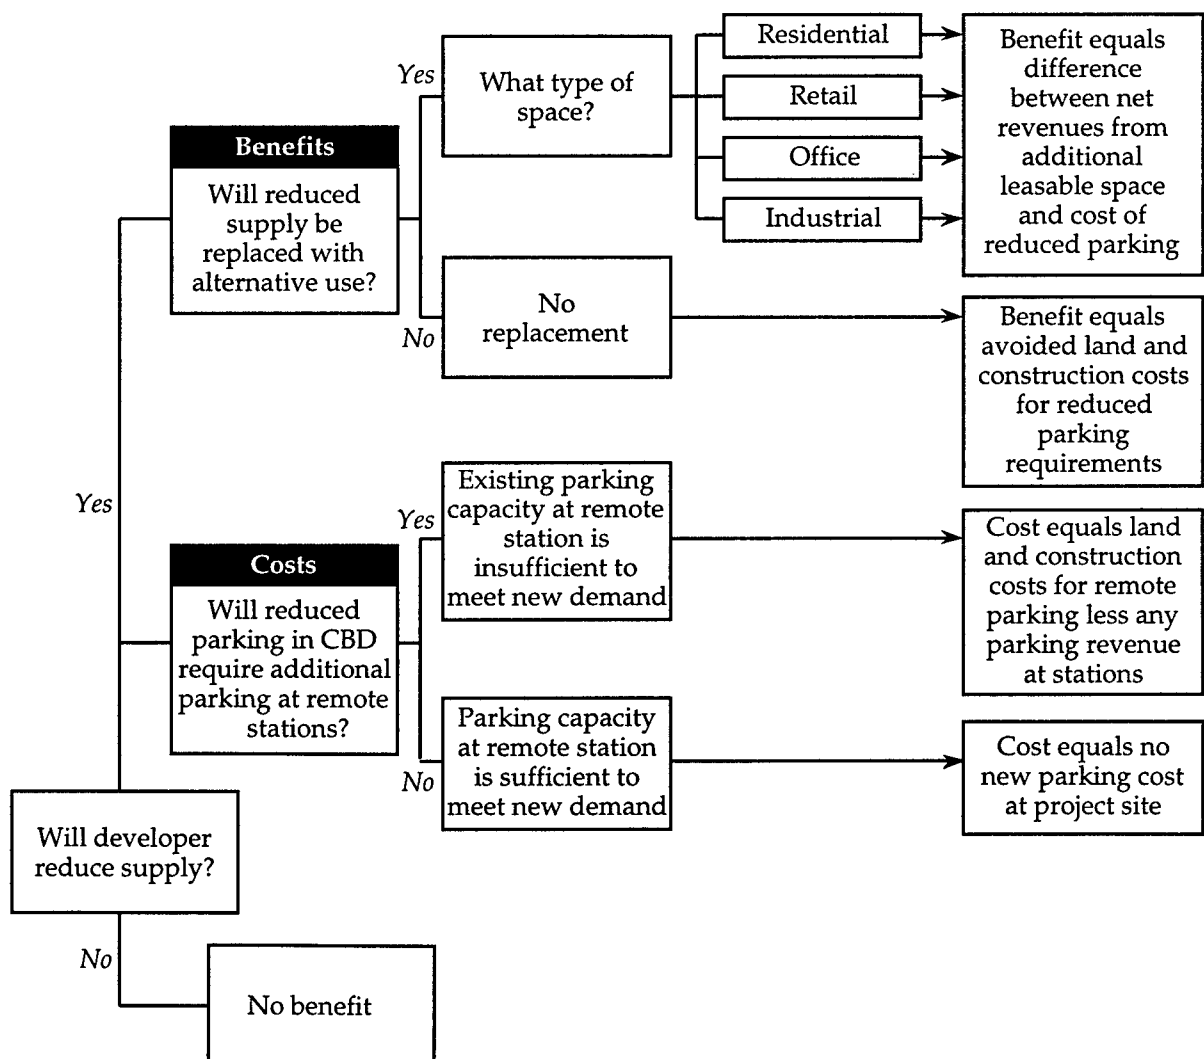 Yes
What type of
space?
Residential
Retail
Office
Industrial
Benefit equals
difference
between net
revenues from
additional
leasable space
and cost of
reduced parking
Benefits
Will reduced
supply be
replaced with
alternative use?
No
No
replacement
Benefit equals
avoided land and
construction costs
for reduced
parking
requirements
Yes
Yes
Existing parking
capacity at remote
station is
insufficient to
meet new demand
Cost equals land
and construction
costs for remote
parking less any
parking revenue
at stations
Costs
Will reduced
parking in CBD
require additional
parking at remote
stations?
No
Parking capacity
at remote station
is sufficient to
meet new demand
Cost equals no
new parking cost
at project site
Will developer
reduce supply?
No
No benefit